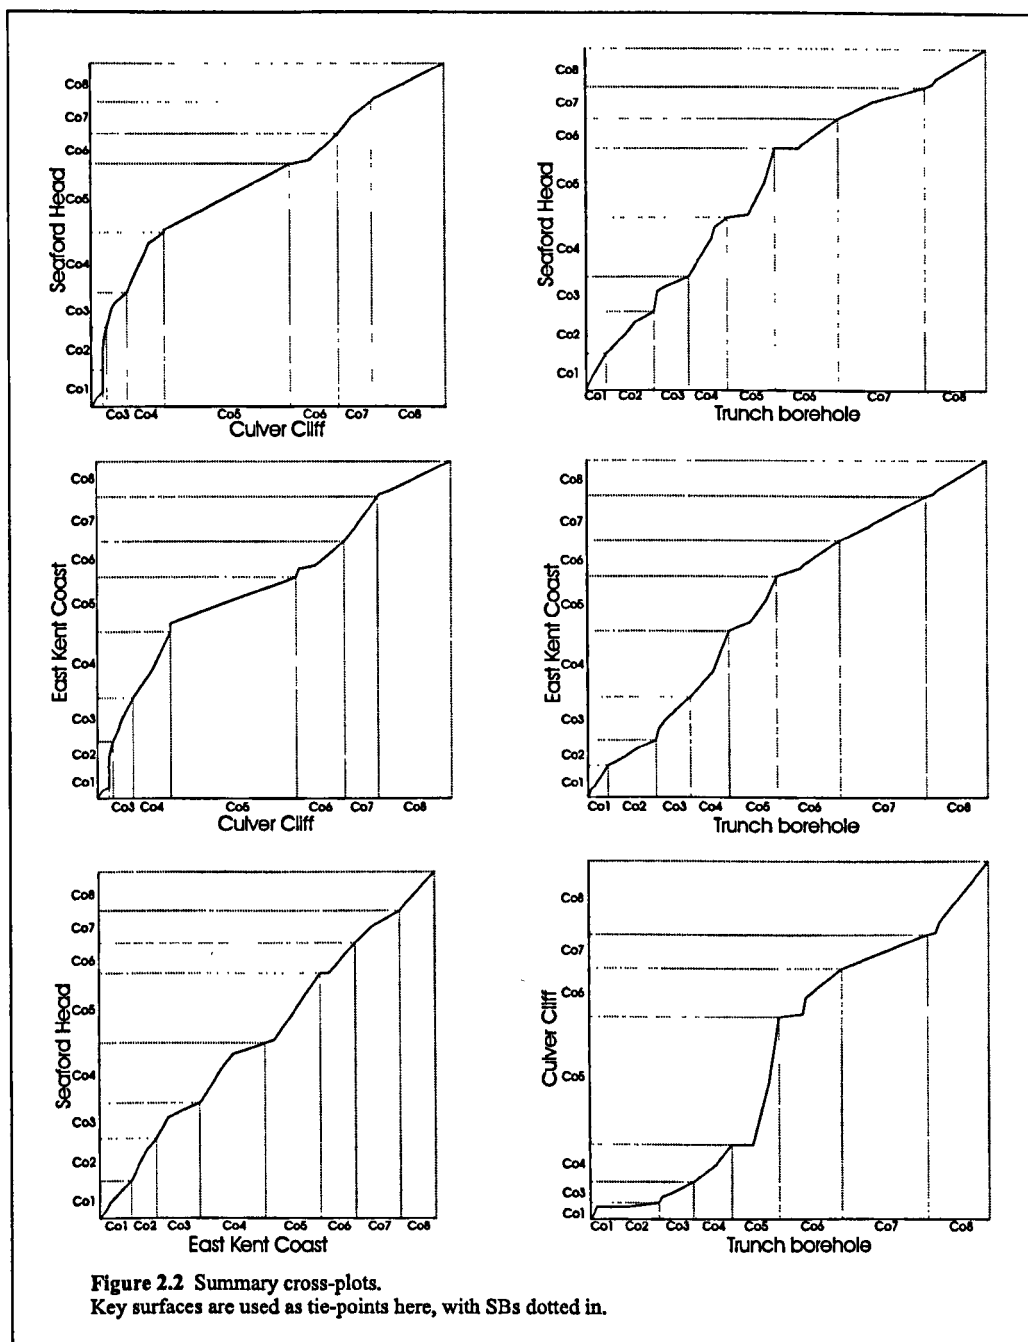 Co8
Co7
Co6
Co5
Co4
Co3
Co2
Co1
Seaford Head
Co3 Co4 Co5 Co6 Co7 Co8
Culver Cliff
Co8
Co7
Co6
Co5
Co4
Co3
Co2
Co1
Seaford Head
Co1 Co2 Co3 Co4 Co5 Co6 Co7 Co8
Trunch borehole
Co8
Co7
Co6
Co5
Co4
Co3
Co2
Co1
East Kent Coast
Co3 Co4 Co5 Co6 Co7 Co8
Culver Cliff
Co8
Co7
Co6
Co5
Co4
Co3
Co2
Co1
East Kent Coast
Co1 Co2 Co3 Co4 Co5 Co6 Co7 Co8
Trunch borehole
Co8
Co7
Co6
Co5
Co4
Co3
Co2
Co1
Seaford Head
Co1 Co2 Co3 Co4 Co5 Co6 Co7 Co8
East Kent Coast
Co8
Co7
Co6
Co5
Co4
Co3
Co1
Culver Cliff
Co1 Co2 Co3 Co4 Co5 Co6 Co7 Co8
Trunch borehole
Figure 2.2 Summary cross-plots.
Key surfaces are used as tie-points here, with SBs dotted in.